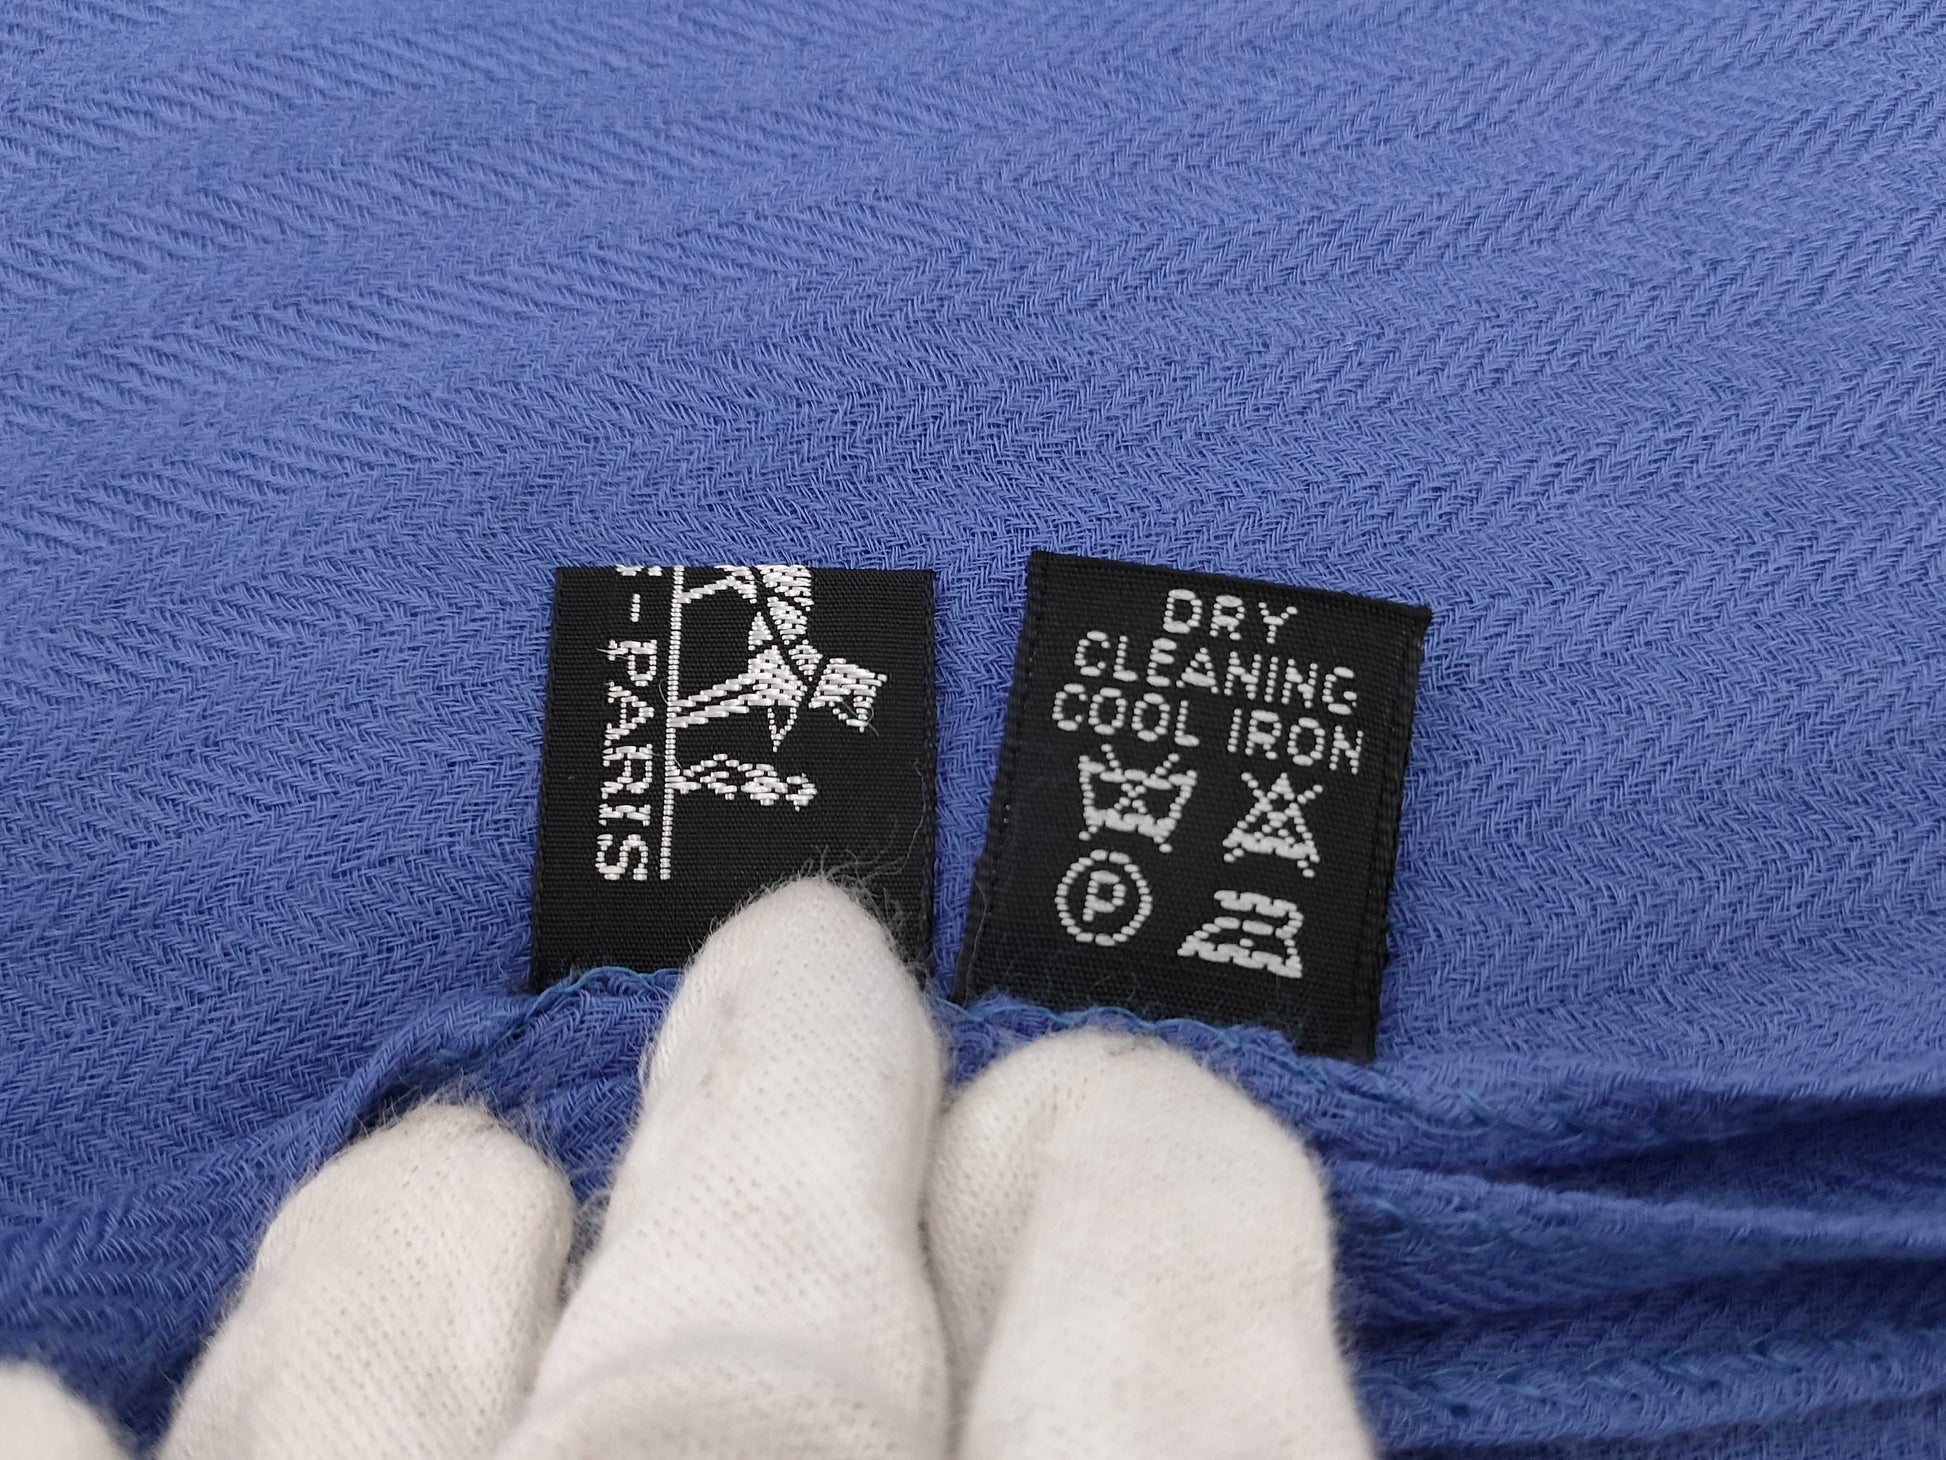 -PARIS
DRY
CLEANING
COOL IRON
P